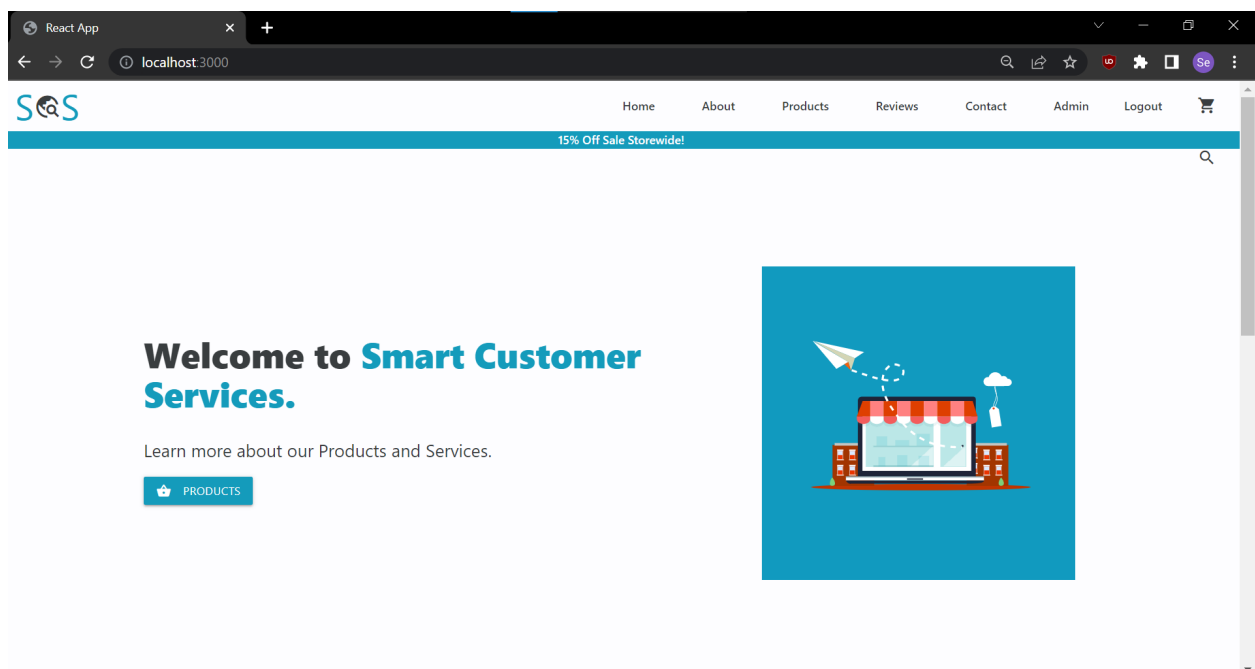 React App
localhost:3000
Se
SCS
Home About Products Reviews Contact Admin Logout
15% Off Sale Storewide!
Welcome to Smart Customer
Services.
Learn more about our Products and Services.
PRODUCTS